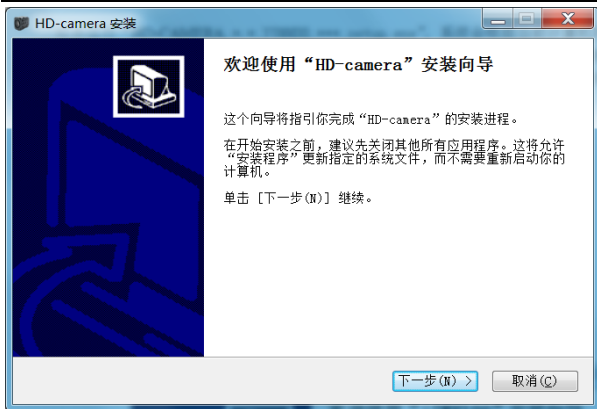 HD-camera 安装
欢迎使用“HD-camera”安装向导
这个向导将指引你完成“HD-camera”的安装进程。
在开始安装之前，建议先关闭其他所有应用程序。这将允许
“安装程序”更新指定的系统文件，而不需要重新启动你的
计算机。
单击 [下一步(N)] 继续。
下一步(N) >
取消(C)